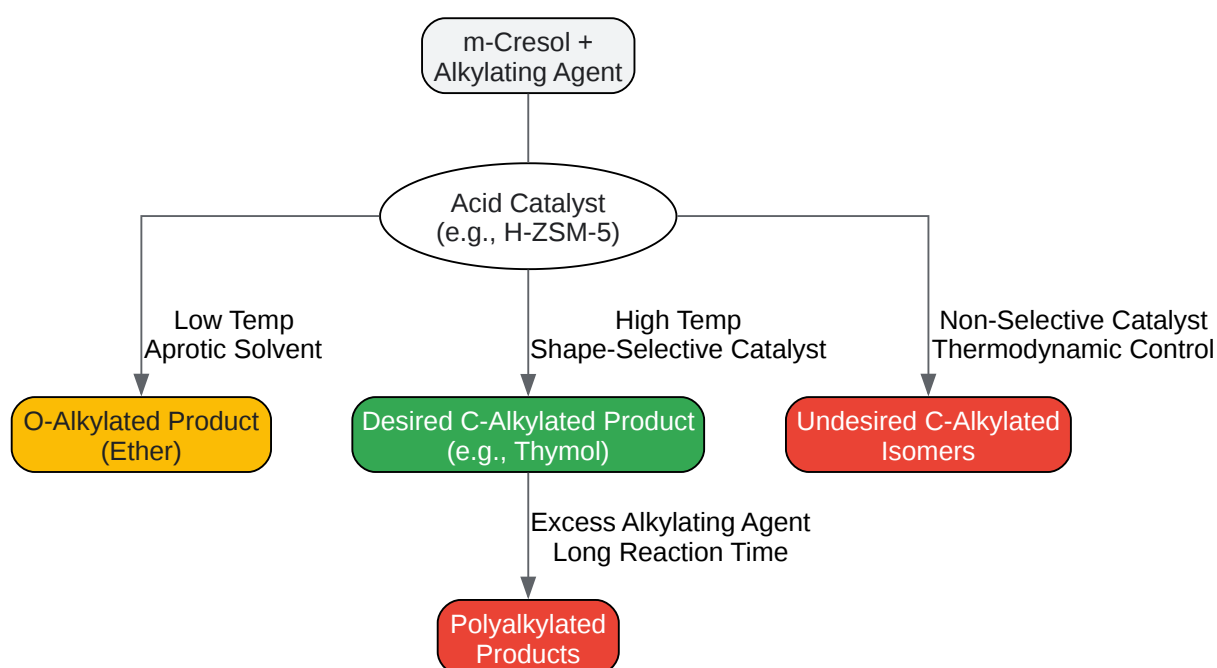 m-Cresol +
Alkylating Agent
Acid Catalyst
(e.g., H-ZSM-5)
Low Temp
Aprotic Solvent
High Temp
Shape-Selective Catalyst
Non-Selective Catalyst
Thermodynamic Control
O-Alkylated Product
(Ether)
Desired C-Alkylated Product
(e.g., Thymol)
Undesired C-Alkylated
Isomers
Excess Alkylating Agent
Long Reaction Time
Polyalkylated
Products